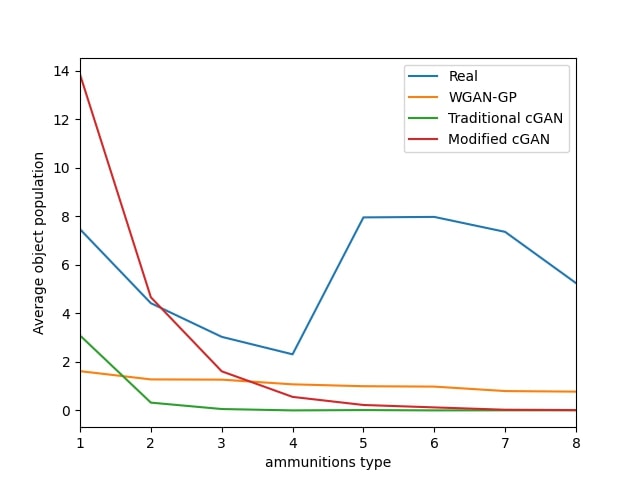 14
12
10
8
6
4
2
0
Average object population
Real
WGAN-GP
Traditional cGAN
Modified cGAN
1 2 3 4 5 6 7 8
ammunitions type